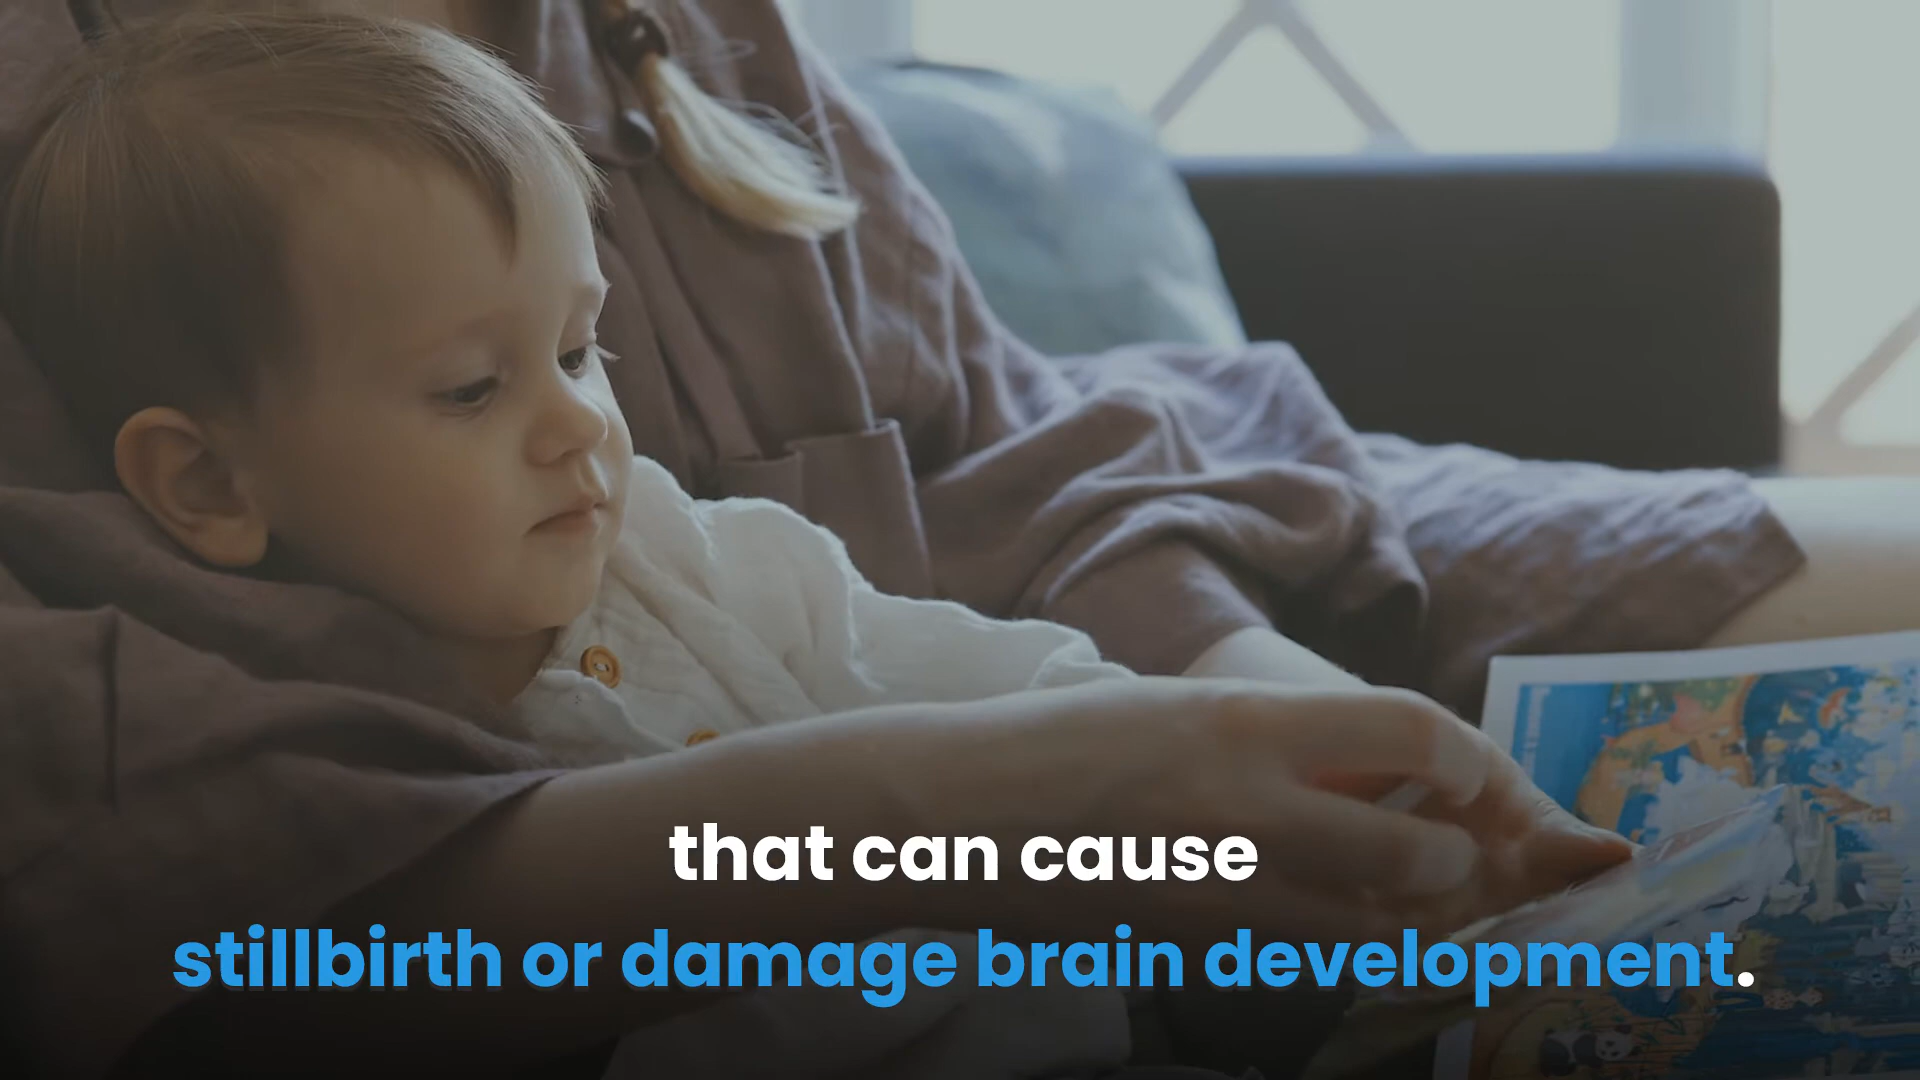 that can cause
stillbirth or damage brain development.